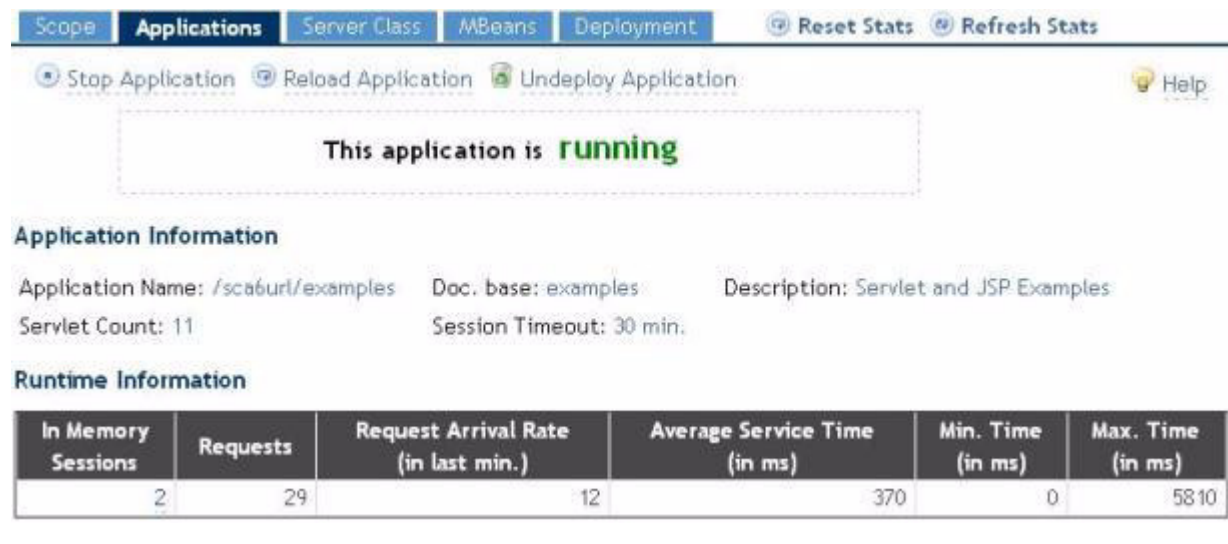 Scope Applications Server Class MBeans Deployment Reset Stats Refresh Stats
Stop Application Reload Application Undeploy Application Help
This application is running
Application Information
Application Name: /sca6url/examples Doc. base: examples Description: Servlet and JSP Examples
Servlet Count: 11 Session Timeout: 30 min.
Runtime Information
In Memory Sessions Requests Request Arrival Rate (in last min.) Average Service Time (in ms) Min. Time (in ms) Max. Time (in ms)
2 29 12 370 0 5810